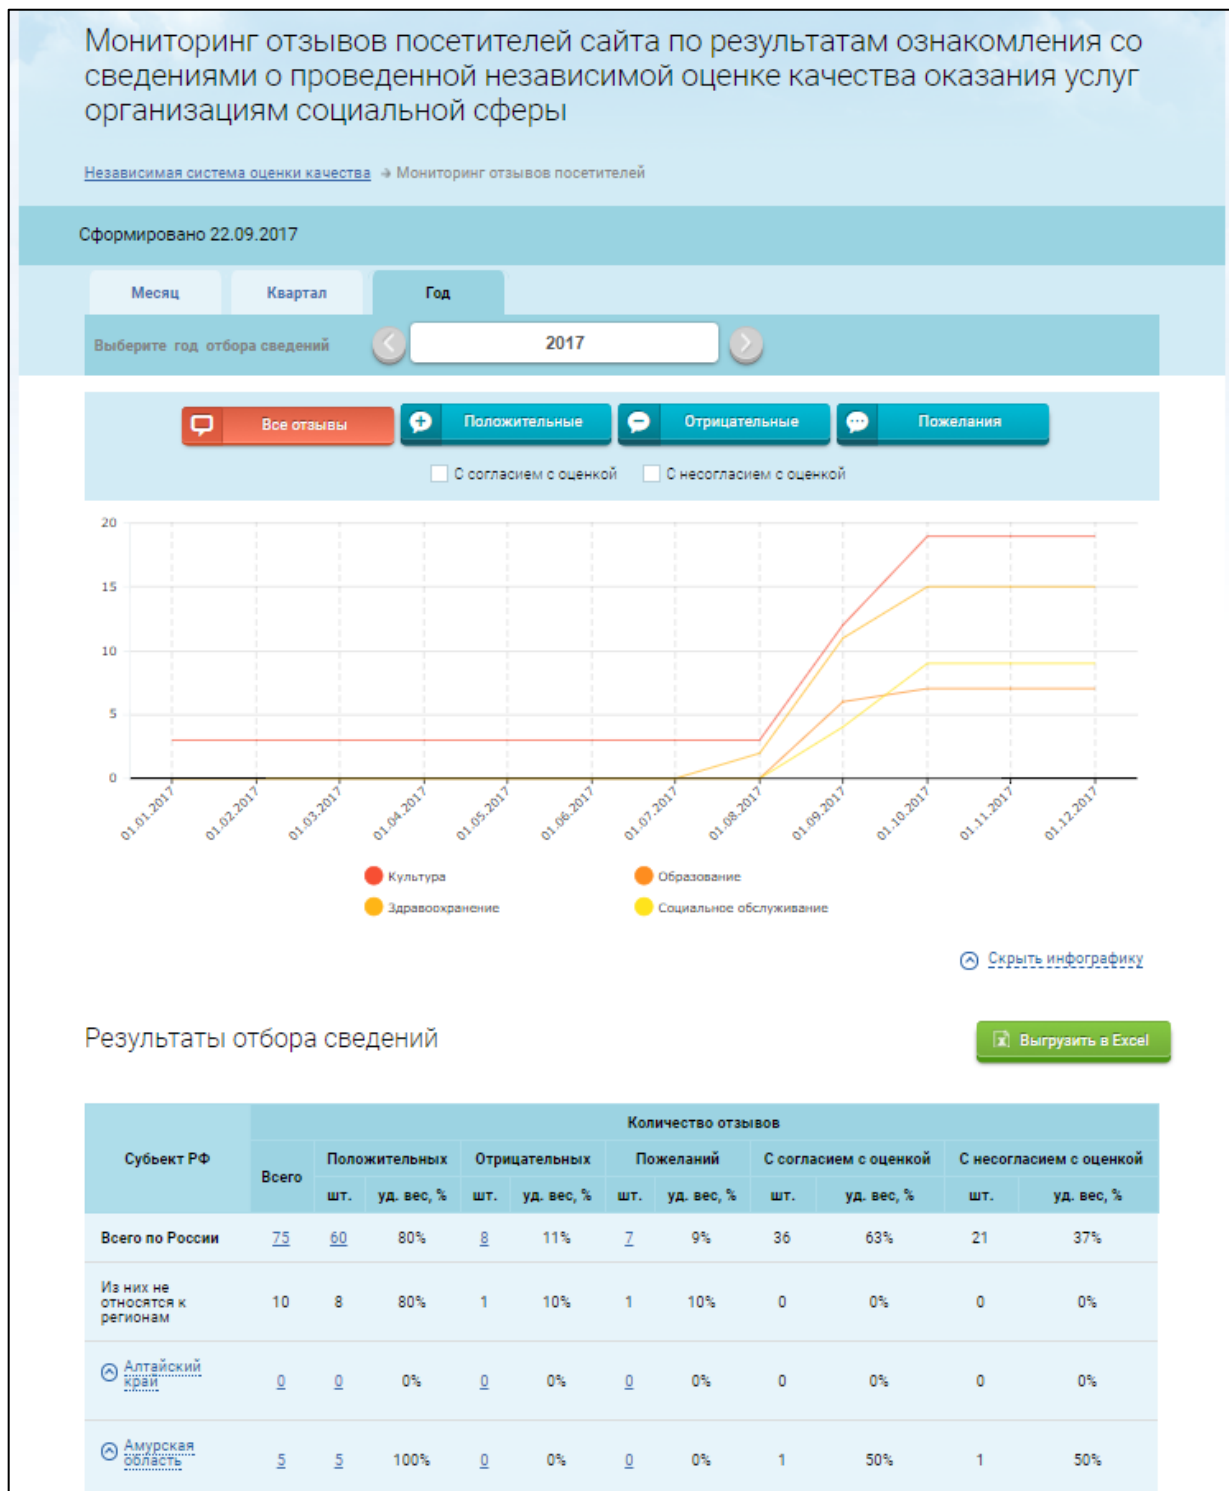 Мониторинг отзывов посетителей сайта по результатам ознакомления со
сведениями о проведенной независимой оценке качества оказания услуг
организациям социальной сферы
Независимая система оценки качества → Мониторинг отзывов посетителей
Сформировано 22.09.2017
Месяц Квартал Год
Выберите год отбора сведений 2017
Все отзывы Положительные Отрицательные Пожелания
С согласием с оценкой С несогласием с оценкой
20
15
10
5
0
01.01.2017 01.02.2017 01.03.2017 01.04.2017 01.05.2017 01.06.2017 01.07.2017 01.08.2017 01.09.2017 01.10.2017 01.11.2017 01.12.2017
Культура Образование
Здравоохранение Социальное обслуживание
Скрыть инфографику
Результаты отбора сведений Выгрузить в Excel
Количество отзывов
Субъект РФ Всего Положительных Отрицательных Пожеланий С согласием с оценкой С несогласием с оценкой
шт. уд. вес, % шт. уд. вес, % шт. уд. вес, % шт. уд. вес, % шт. уд. вес, %
Всего по России 75 60 80% 8 11% 7 9% 36 63% 21 37%
Из них не
относятся к 10 8 80% 1 10% 1 10% 0 0% 0 0%
регионам
Алтайский
край 0 0 0% 0 0% 0 0% 0 0% 0 0%
Амурская
область 5 5 100% 0 0% 0 0% 1 50% 1 50%